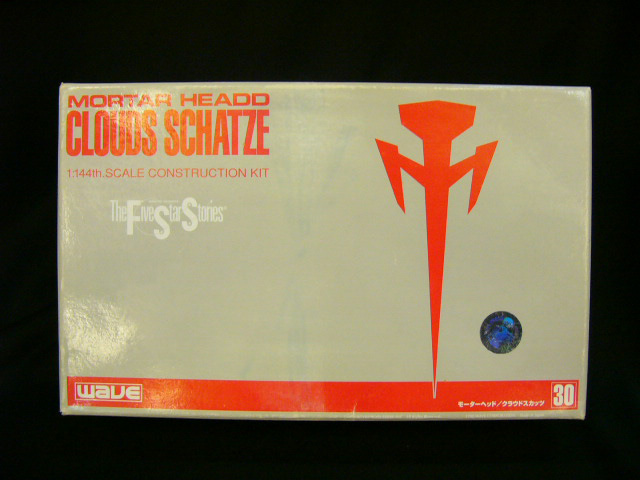 MORTAR HEADD
CLOUDS SCHATZE
1:144th.SCALE CONSTRUCTION KIT
The Five Star Stories
wave
モーターヘッド/クラウドスカッツ
30